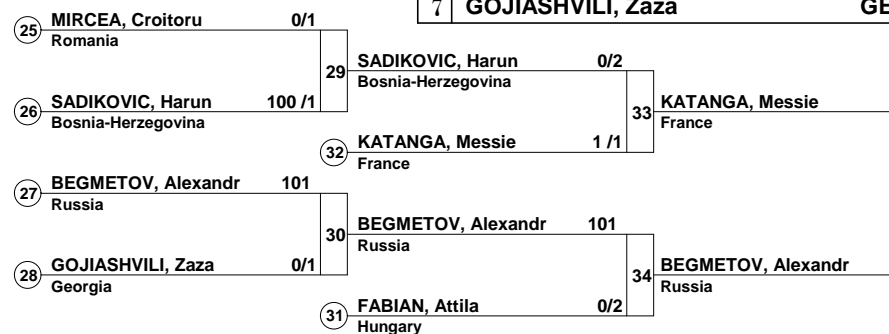 7 GOJIASHVILI, Zaza GE
25 MIRCEA, Croitoru 0/1
Romania
29
SADIKOVIC, Harun 0/2
Bosnia-Herzegovina
26 SADIKOVIC, Harun 100 /1
Bosnia-Herzegovina
33
KATANGA, Messie
France
32 KATANGA, Messie 1 /1
France
27 BEGMETOV, Alexandr 101
Russia
30
BEGMETOV, Alexandr 101
Russia
28 GOJIASHVILI, Zaza 0/1
Georgia
34
BEGMETOV, Alexandr
Russia
31 FABIAN, Attila 0/2
Hungary